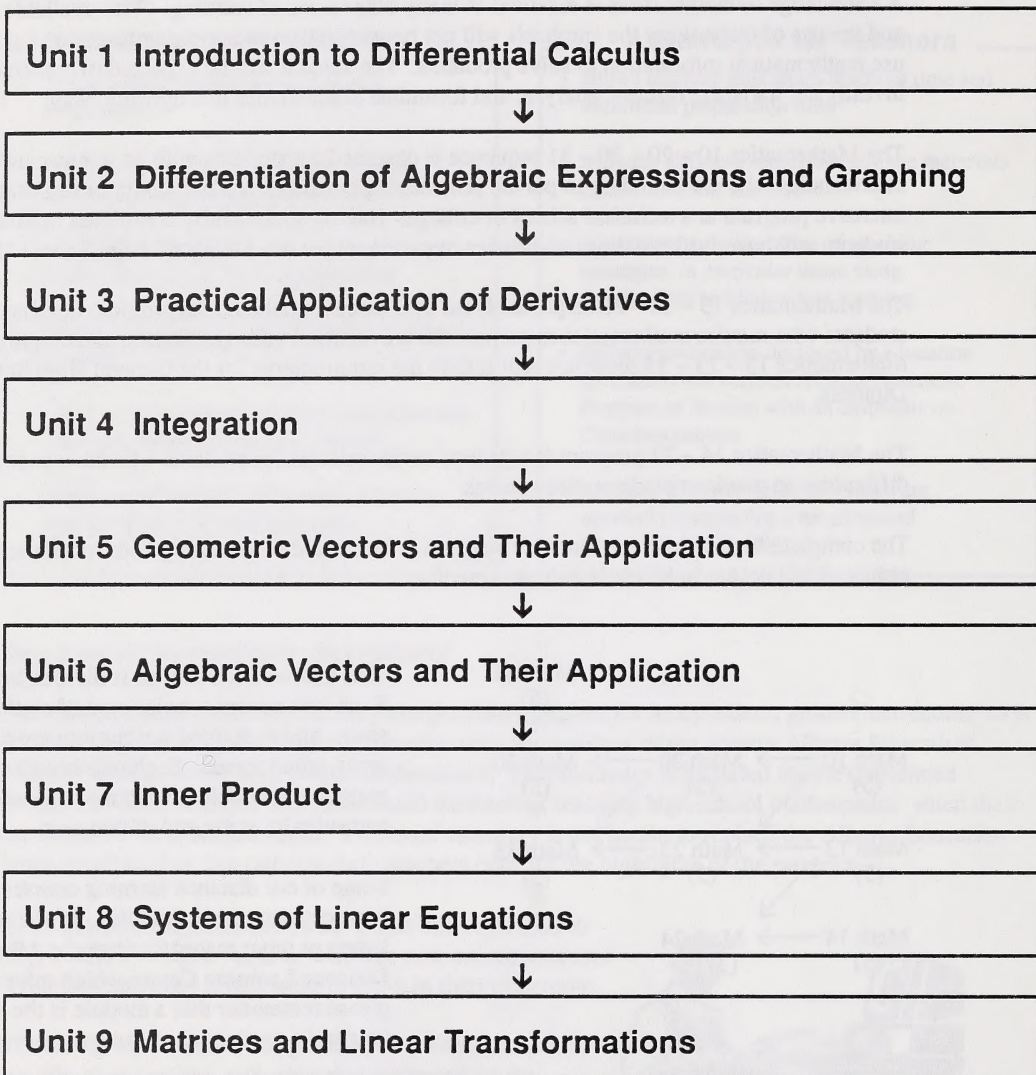 Unit 1 Introduction to Differential Calculus
↓
Unit 2 Differentiation of Algebraic Expressions and Graphing
↓
Unit 3 Practical Application of Derivatives
↓
Unit 4 Integration
↓
Unit 5 Geometric Vectors and Their Application
↓
Unit 6 Algebraic Vectors and Their Application
↓
Unit 7 Inner Product
↓
Unit 8 Systems of Linear Equations
↓
Unit 9 Matrices and Linear Transformations